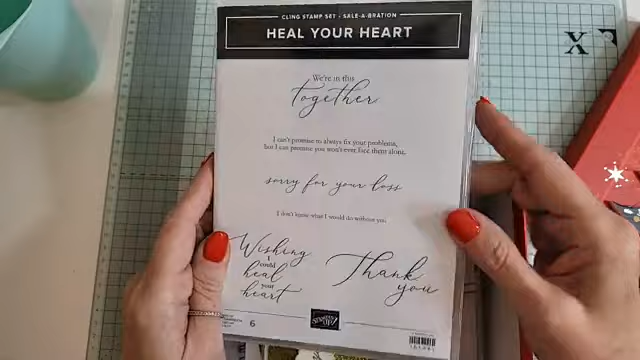 CLING STAMP SET • SALE-A-BRATION
HEAL YOUR HEART
We're in this
together
I can't promise to always fix your problems,
but I can promise you won't ever face them alone.
sorry for your loss
I don't know what I would do without you.
Wishing
I
could
heal
your
heart
Thank
you
6
STAMPIN' UP!
X